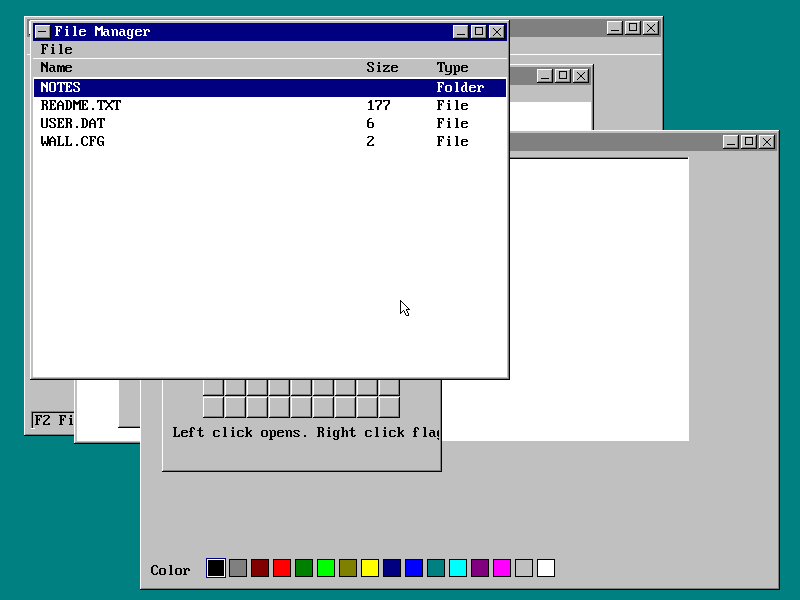 File Manager
File
Name Size Type
NOTES Folder
README.TXT 177 File
USER.DAT 6 File
WALL.CFG 2 File
F2 Fi
Left click opens. Right click flag
Color